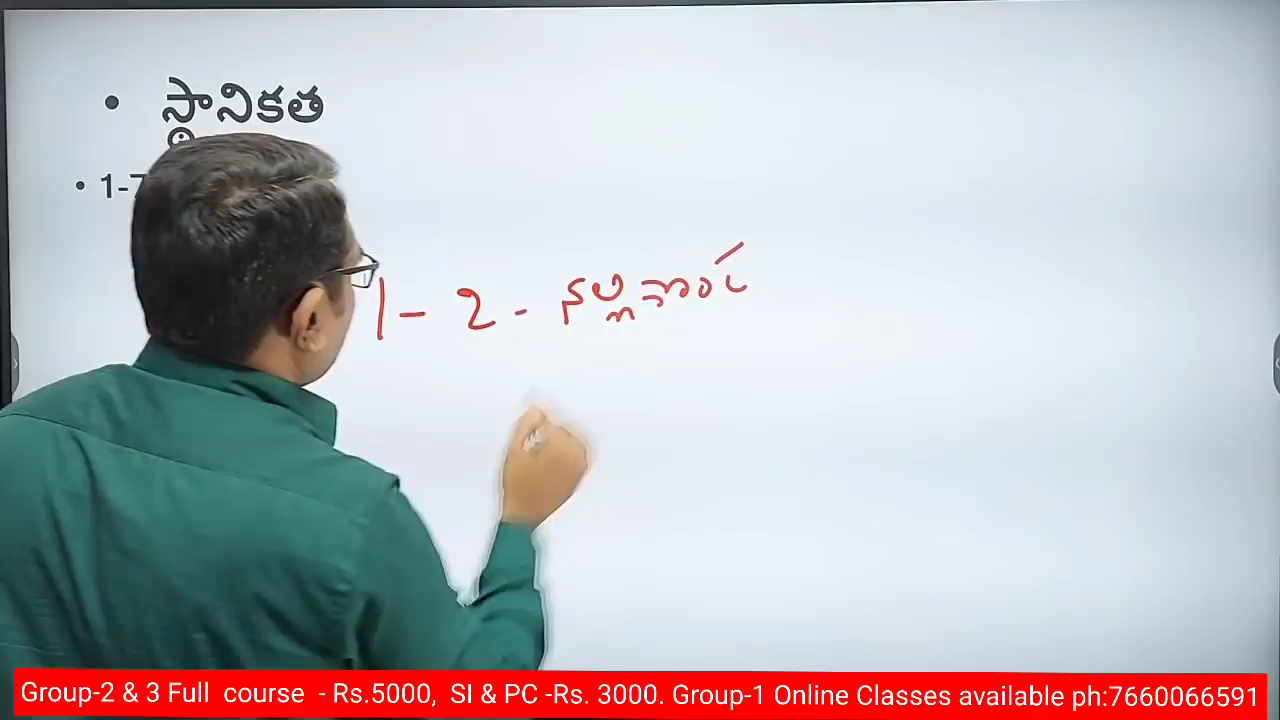 • స్థానికత
• 1-7
1 - 2 - నల్గొండ
Group-2 & 3 Full course - Rs.5000, SI & PC -Rs. 3000. Group-1 Online Classes available ph:7660066591